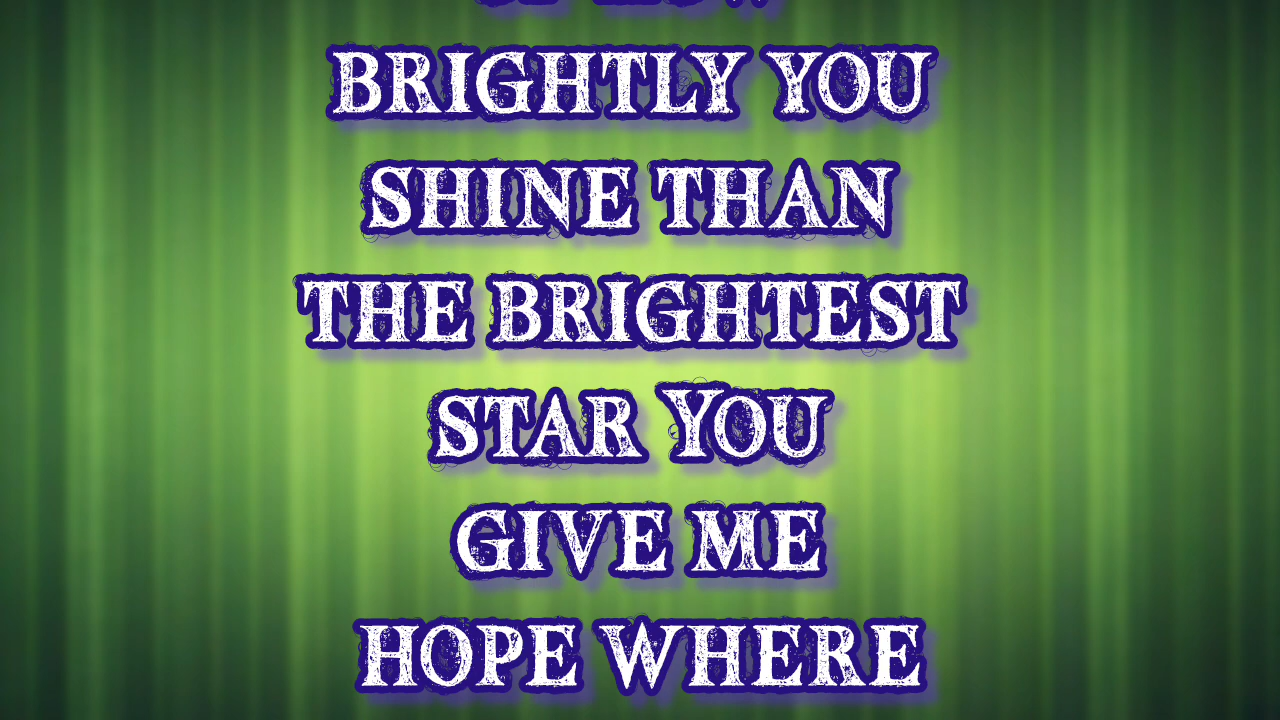 BRIGHTLY YOU
SHINE THAN
THE BRIGHTEST
STAR YOU
GIVE ME
HOPE WHERE